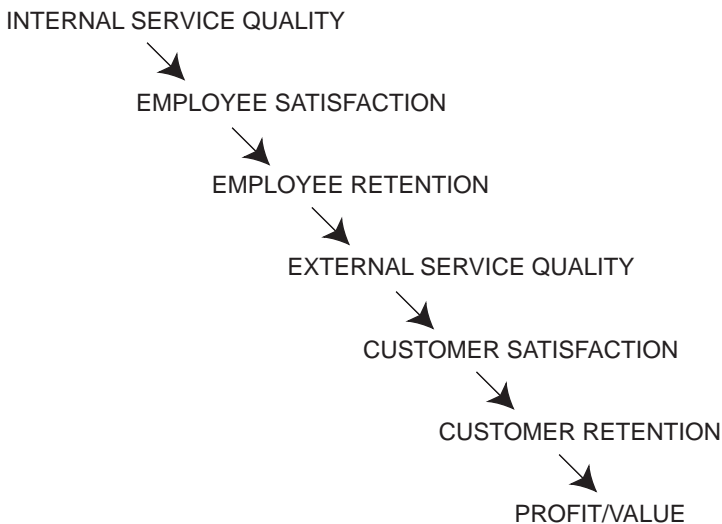 INTERNAL SERVICE QUALITY
EMPLOYEE SATISFACTION
EMPLOYEE RETENTION
EXTERNAL SERVICE QUALITY
CUSTOMER SATISFACTION
CUSTOMER RETENTION
PROFIT/VALUE